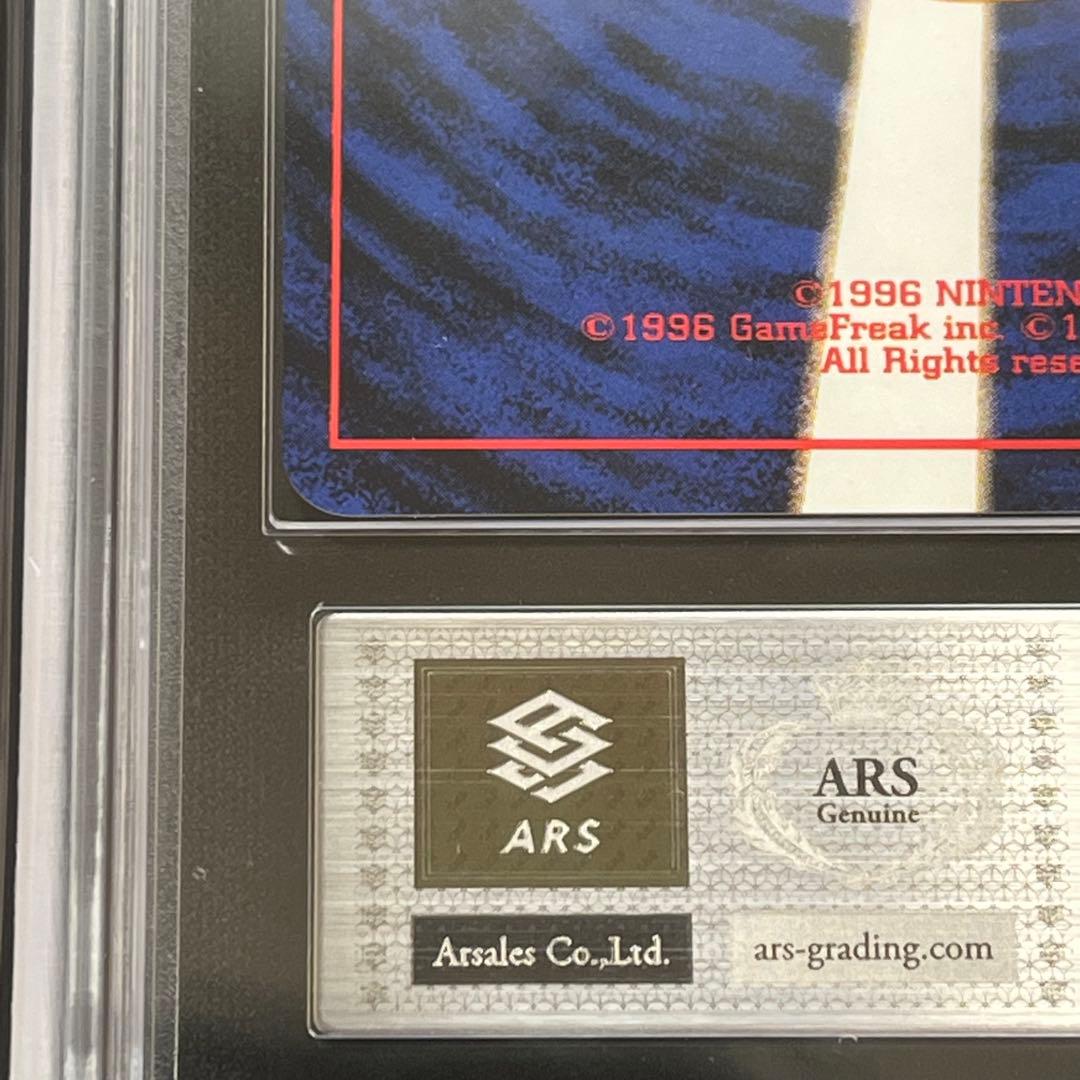 ©1996 NINTEN
©1996 GameFreak inc. ©1
All Rights rese
ARS
ARS
Genuine
Arsales Co.,Ltd.
ars-grading.com